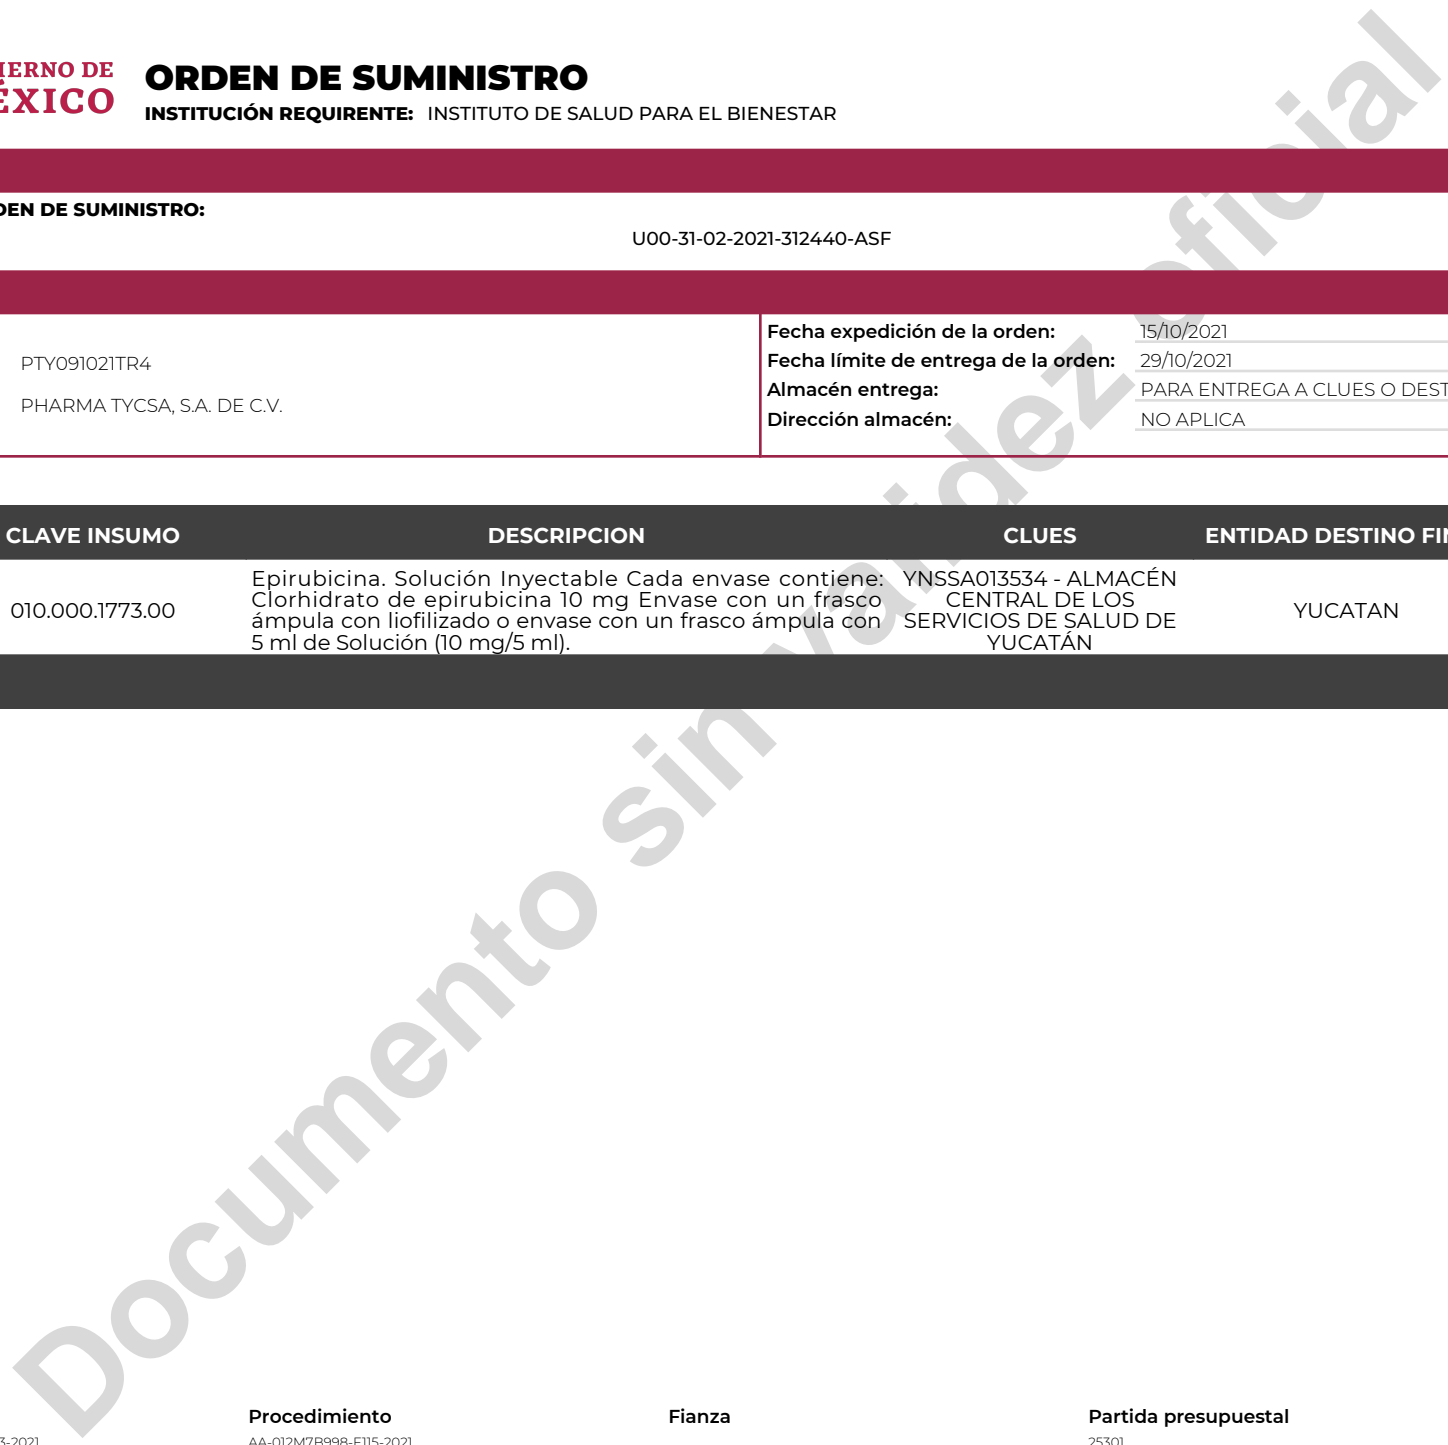 DE
ORDEN DE SUMINISTRO
INSTITUCIÓN REQUIRENTE: INSTITUTO DE SALUD PARA EL BIENESTAR
DE SUMINISTRO:
U00-31-02-2021-312440-ASF
PTY091021TR4
PHARMA TYCSA, S.A. DE C.V.
Fecha expedición de la orden: 15/10/2021
Fecha límite de entrega de la orden: 29/10/2021
Almacén entrega: PARA ENTREGA A CLUES O
Dirección almacén: NO APLICA
CLAVE INSUMO DESCRIPCION CLUES ENTIDAD DESTINO
010.000.1773.00
Epirubicina. Solución Inyectable Cada envase contiene:
Clorhidrato de epirubicina 10 mg Envase con un frasco
ámpula con liofilizado o envase con un frasco ámpula con
5 ml de Solución (10 mg/5 ml).
YNSSA013534 - ALMACÉN
CENTRAL DE LOS
SERVICIOS DE SALUD DE
YUCATÁN
YUCATAN
Documento sin validez oficial
Procedimiento Fianza Partida presupuestal
AA-012M7B998-E115-2021 25301